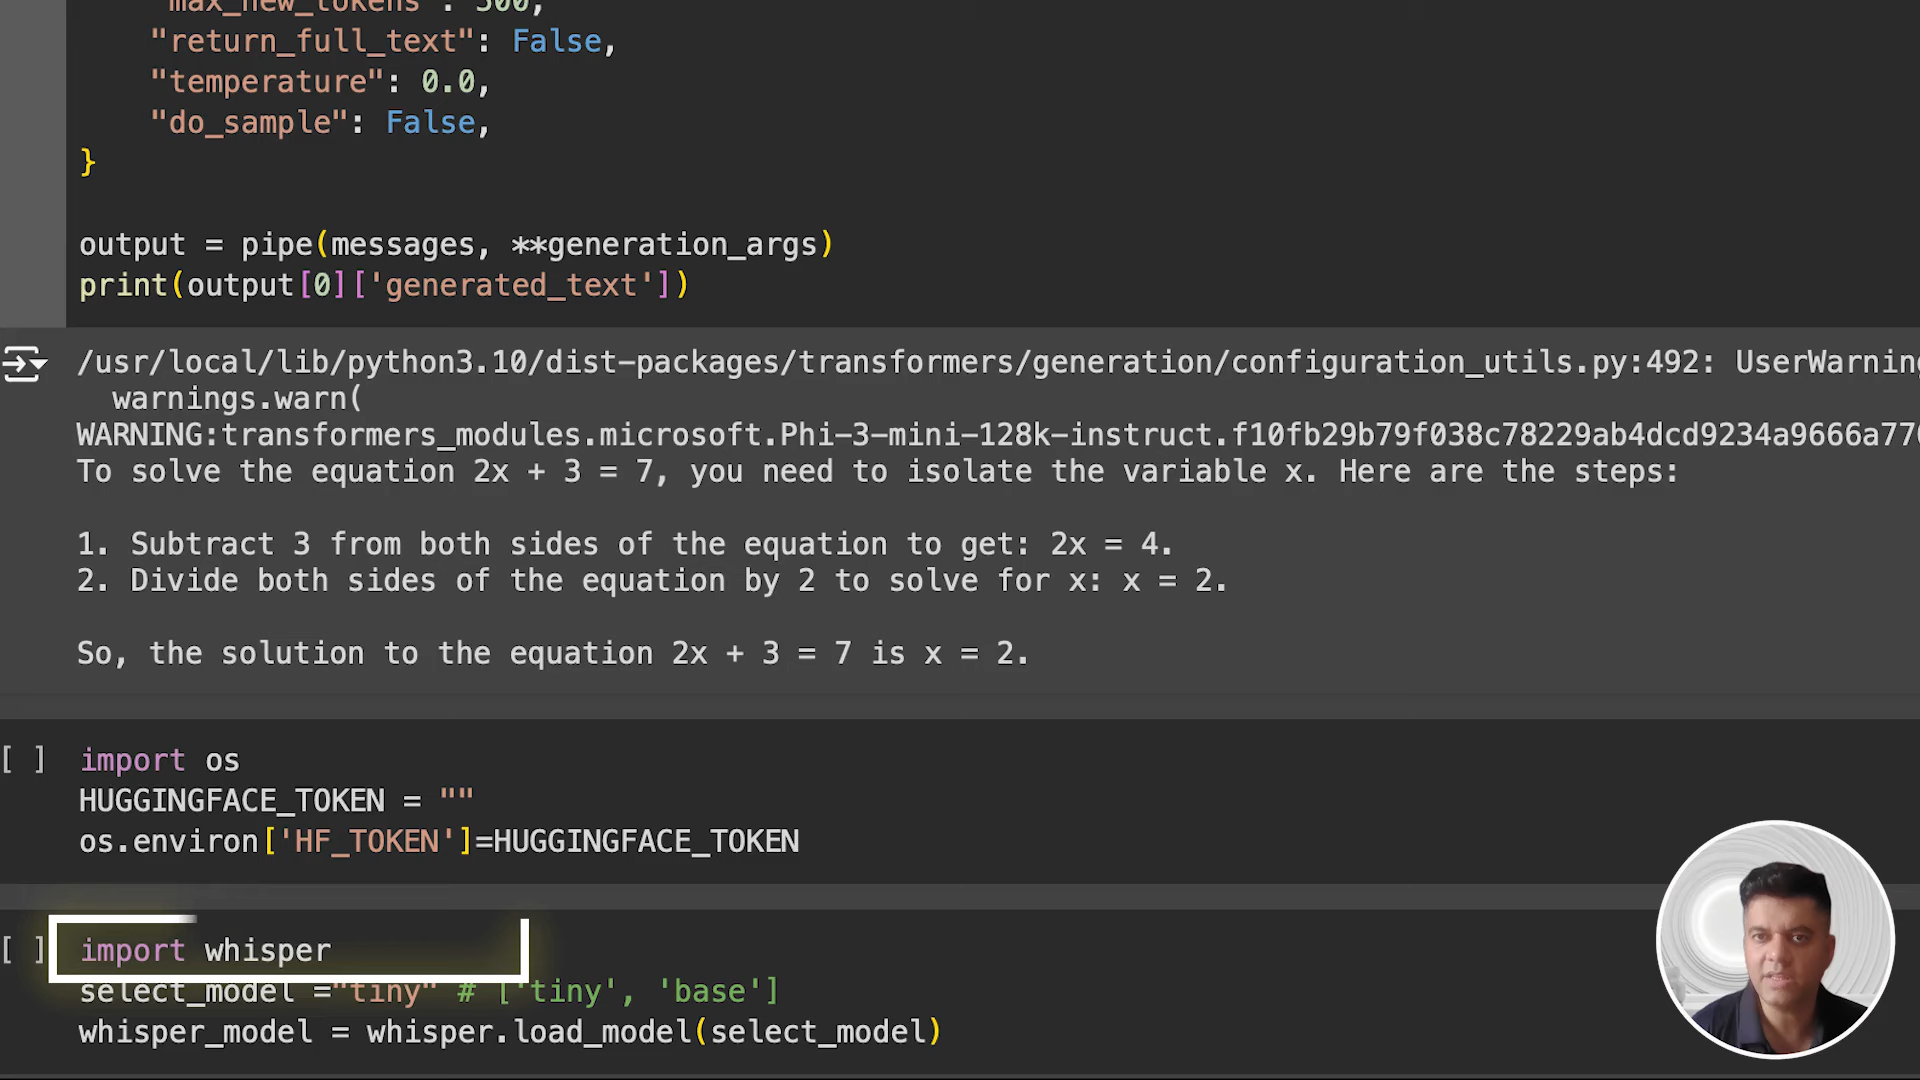 "max_new_tokens": 500,
"return_full_text": False,
"temperature": 0.0,
"do_sample": False,
}
output = pipe(messages, **generation_args)
print(output[0]['generated_text'])
/usr/local/lib/python3.10/dist-packages/transformers/generation/configuration_utils.py:492: UserWarning
warnings.warn(
WARNING:transformers_modules.microsoft.Phi-3-mini-128k-instruct.f10fb29b79f038c78229ab4dcd9234a9666a770
To solve the equation 2x + 3 = 7, you need to isolate the variable x. Here are the steps:
1. Subtract 3 from both sides of the equation to get: 2x = 4.
2. Divide both sides of the equation by 2 to solve for x: x = 2.
So, the solution to the equation 2x + 3 = 7 is x = 2.
[ ] import os
HUGGINGFACE_TOKEN = ""
os.environ['HF_TOKEN']=HUGGINGFACE_TOKEN
[ ] import whisper
select_model ="tiny" # ['tiny', 'base']
whisper_model = whisper.load_model(select_model)